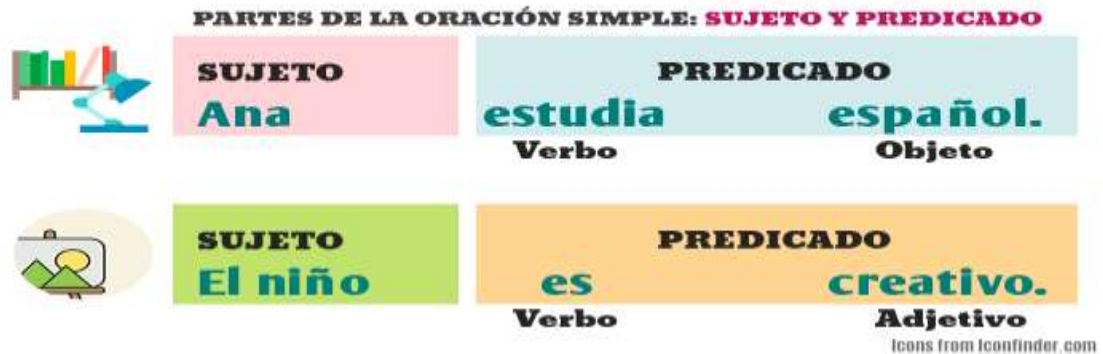 PARTES DE LA ORACIÓN SIMPLE: SUJETO Y PREDICADO
SUJETO PREDICADO
Ana estudia español.
Verbo Objeto
SUJETO PREDICADO
El niño es creativo.
Verbo Adjetivo
Icons from Iconfinder.com